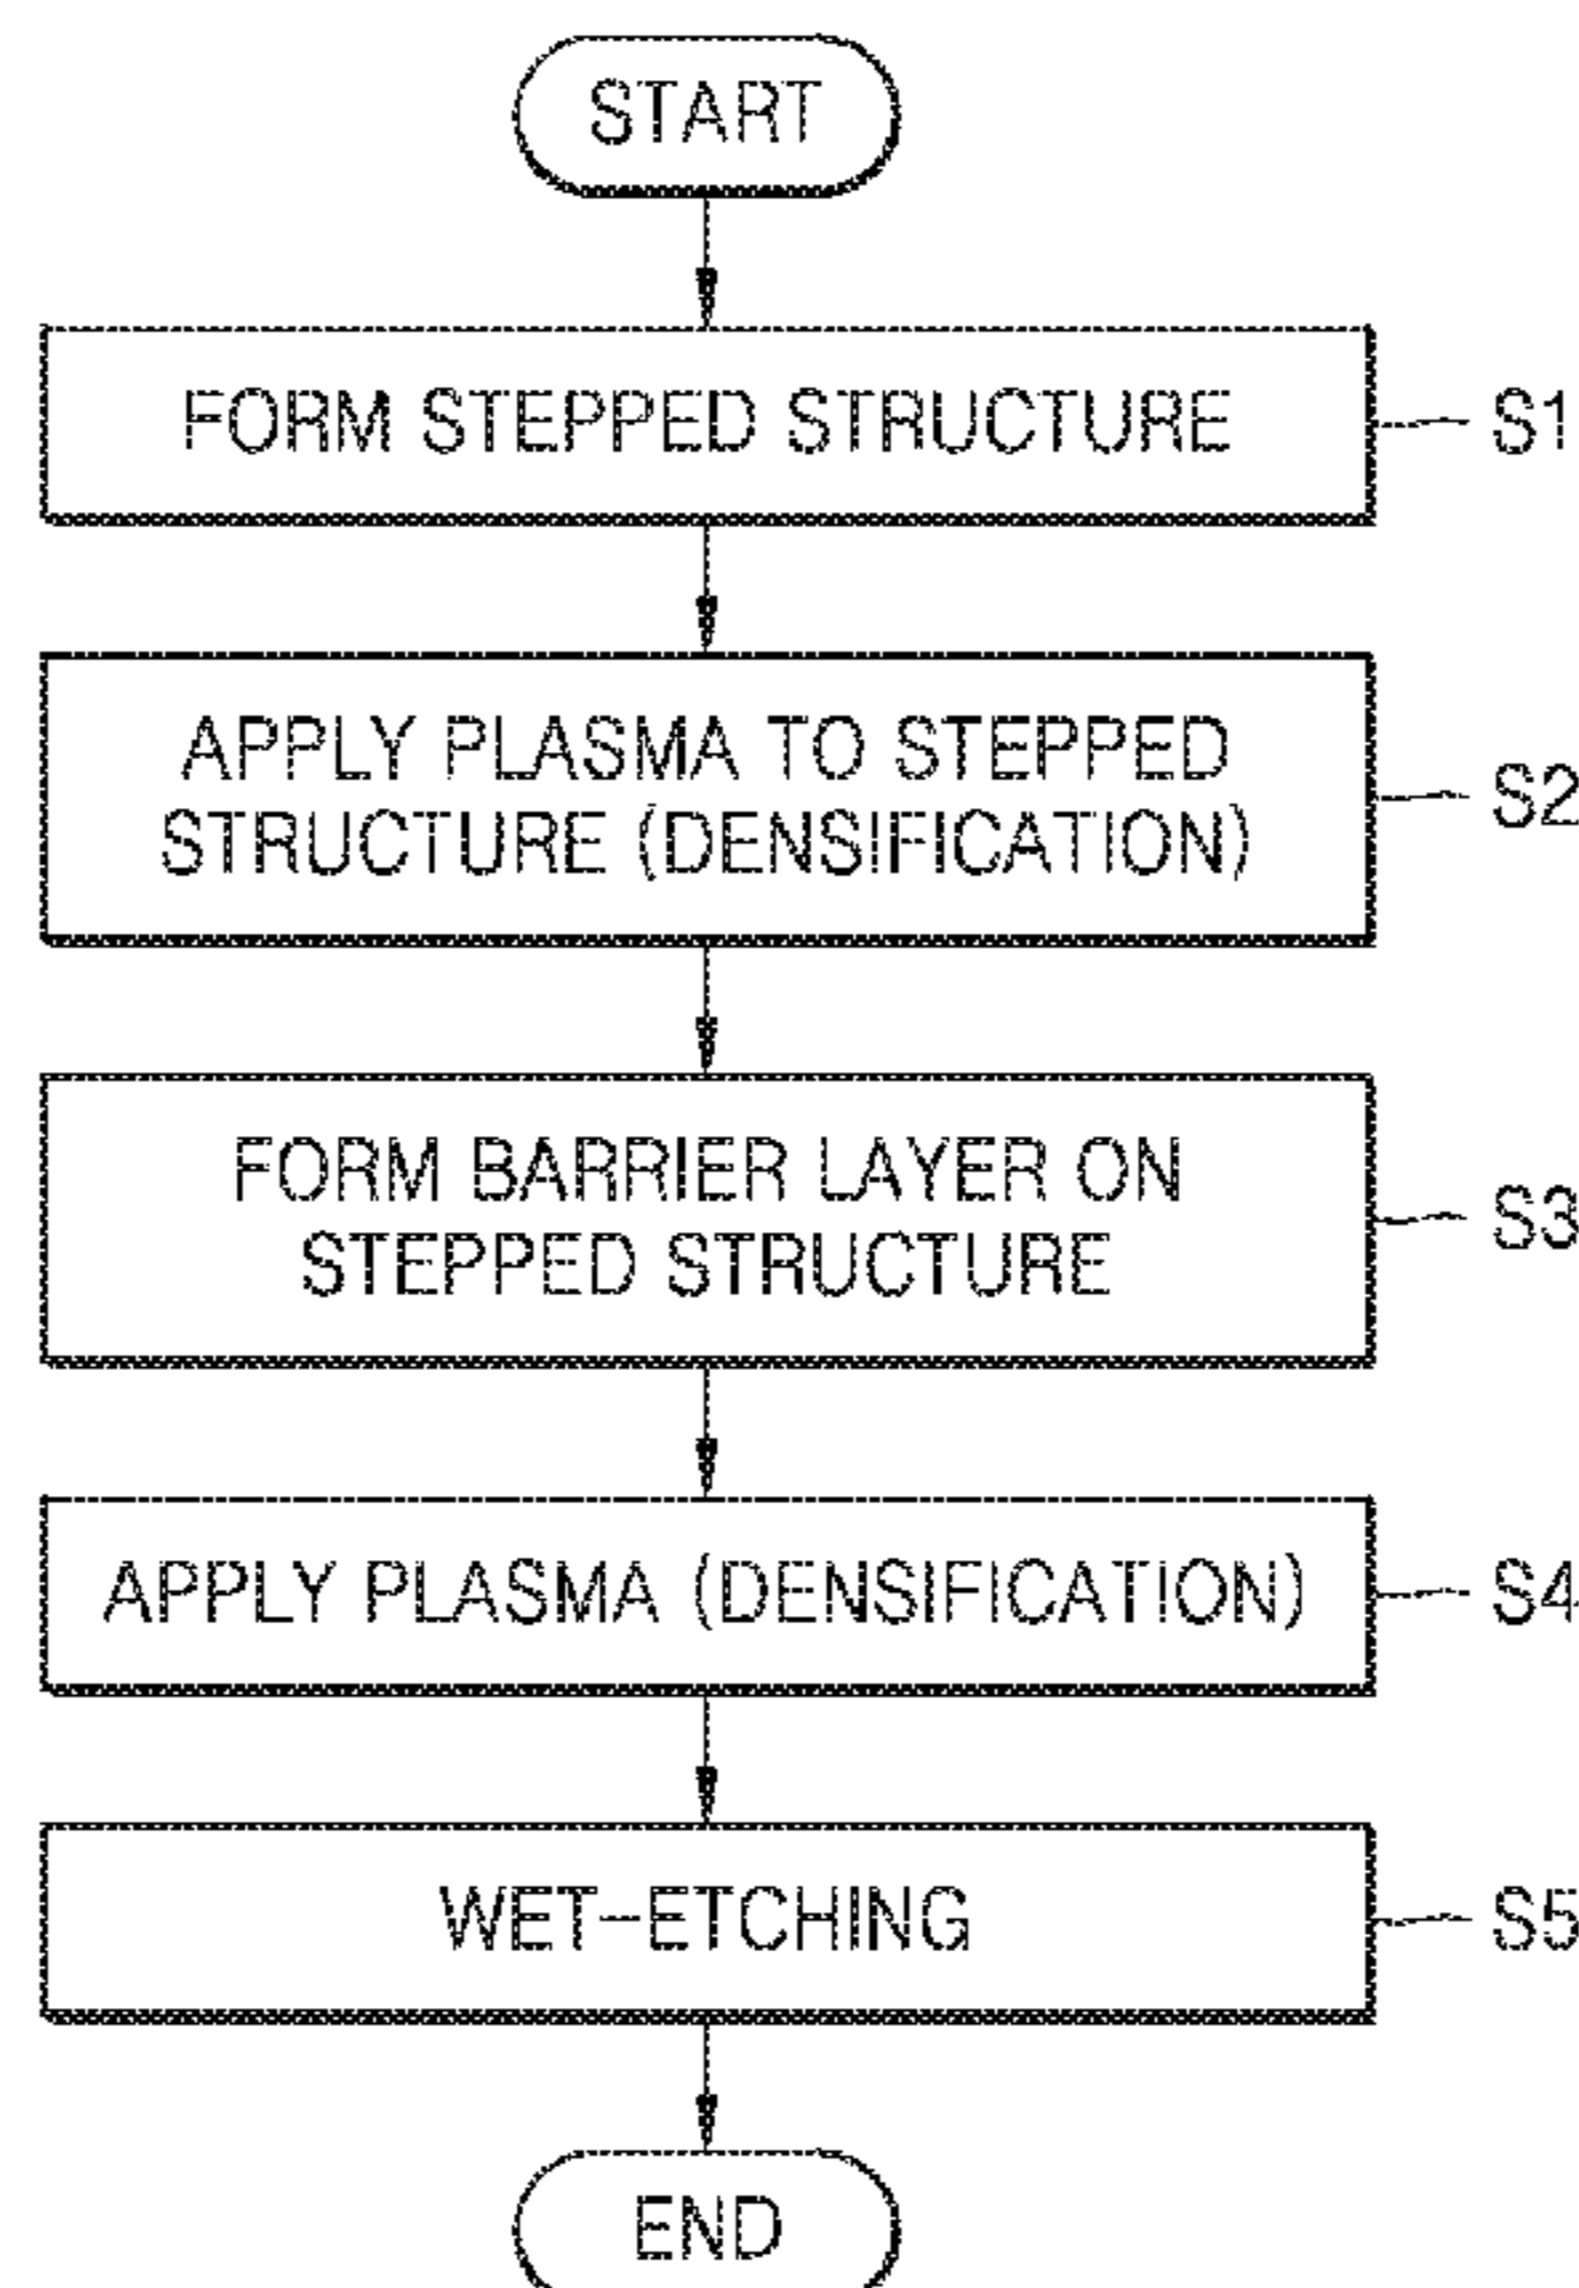 START
FORM STEPPED STRUCTURE
S1
APPLY PLASMA TO STEPPED
STRUCTURE (DENSIFICATION)
S2
FORM BARRIER LAYER ON
STEPPED STRUCTURE
S3
APPLY PLASMA (DENSIFICATION)
S4
WET-ETCHING
S5
END